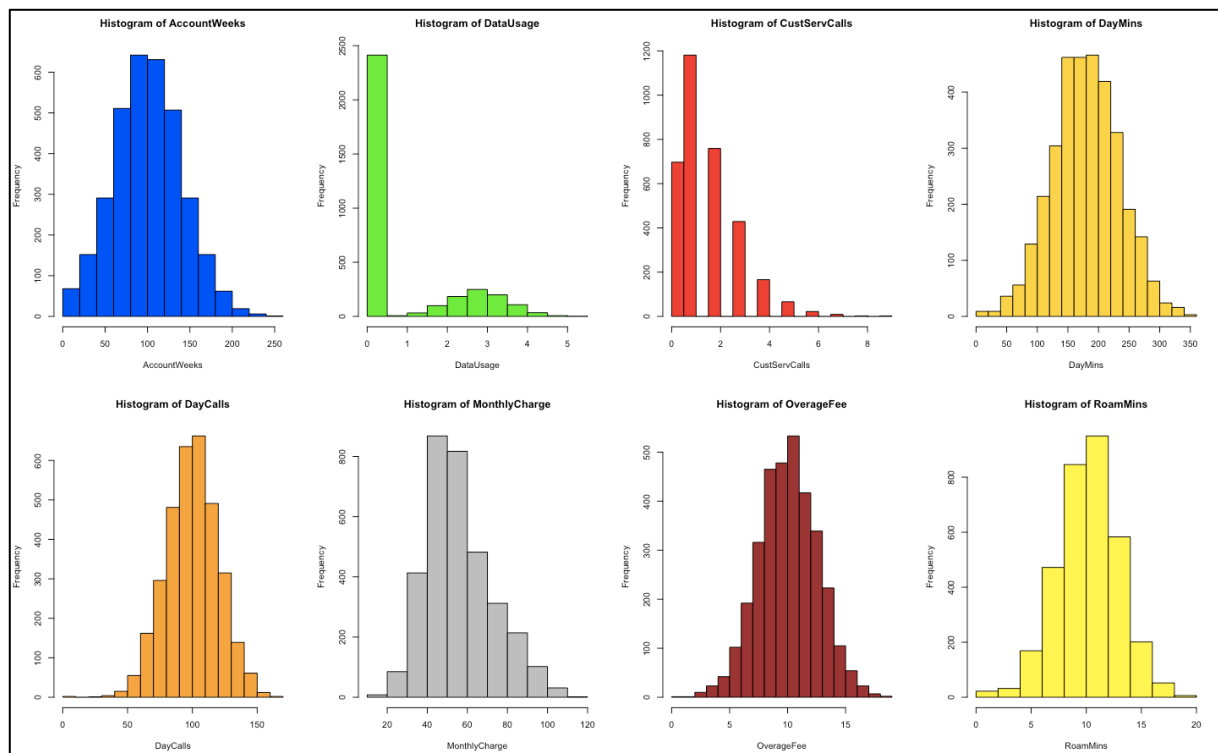 Histogram of AccountWeeks
Frequency
0 100 200 300 400 500 600
0 50 100 150 200 250
AccountWeeks
Histogram of DataUsage
Frequency
0 500 1000 1500 2000 2500
0 1 2 3 4 5
DataUsage
Histogram of CustServCalls
Frequency
0 200 400 600 800 1000 1200
0 2 4 6 8
CustServCalls
Histogram of DayMins
Frequency
0 100 200 300 400
0 50 100 150 200 250 300 350
DayMins
Histogram of DayCalls
Frequency
0 100 200 300 400 500 600
0 50 100 150
DayCalls
Histogram of MonthlyCharge
Frequency
0 200 400 600 800
20 40 60 80 100 120
MonthlyCharge
Histogram of OverageFee
Frequency
0 100 200 300 400 500
0 5 10 15
OverageFee
Histogram of RoamMins
Frequency
0 200 400 600 800
0 5 10 15 20
RoamMins